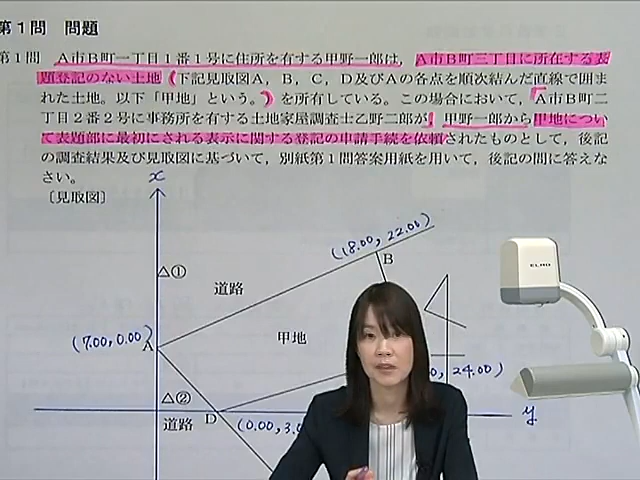 第1問 問題
第1問 A市B町一丁目1番1号に住所を有する甲野一郎は,A市B町三丁目に所在する表
題登記のない土地(下記見取図A,B,C,D及びAの各点を順次結んだ直線で囲ま
れた土地。以下「甲地」という。)を所有している。この場合において,A市B町二
丁目2番2号に事務所を有する土地家屋調査士乙野二郎が,甲野一郎から甲地につい
て表題部に最初にされる表示に関する登記の申請手続を依頼されたものとして,後記
の調査結果及び見取図に基づいて,別紙第1問答案用紙を用いて,後記の問に答えな
さい。
〔見取図〕
x
(18.00, 22.00)
B
△①
道路
(7.00, 0.00)
A
甲地
0, 24.00)
△②
道路
D
(0.00, 3.0
y
ELMO